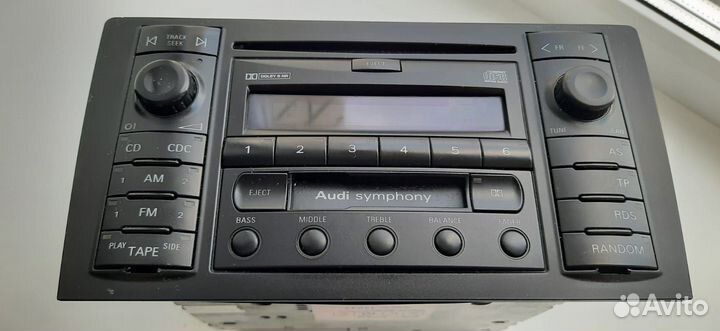 TRACK
SEEK
EJECT
DOLBY B NR
< FR FF >
TUNE
CD CDC
1 AM 2
1 FM 2
PLAY TAPE SIDE
1 2 3 4 5 6
EJECT
Audi symphony
BASS MIDDLE TREBLE BALANCE FADER
AS
TP
RDS
RANDOM
Avito